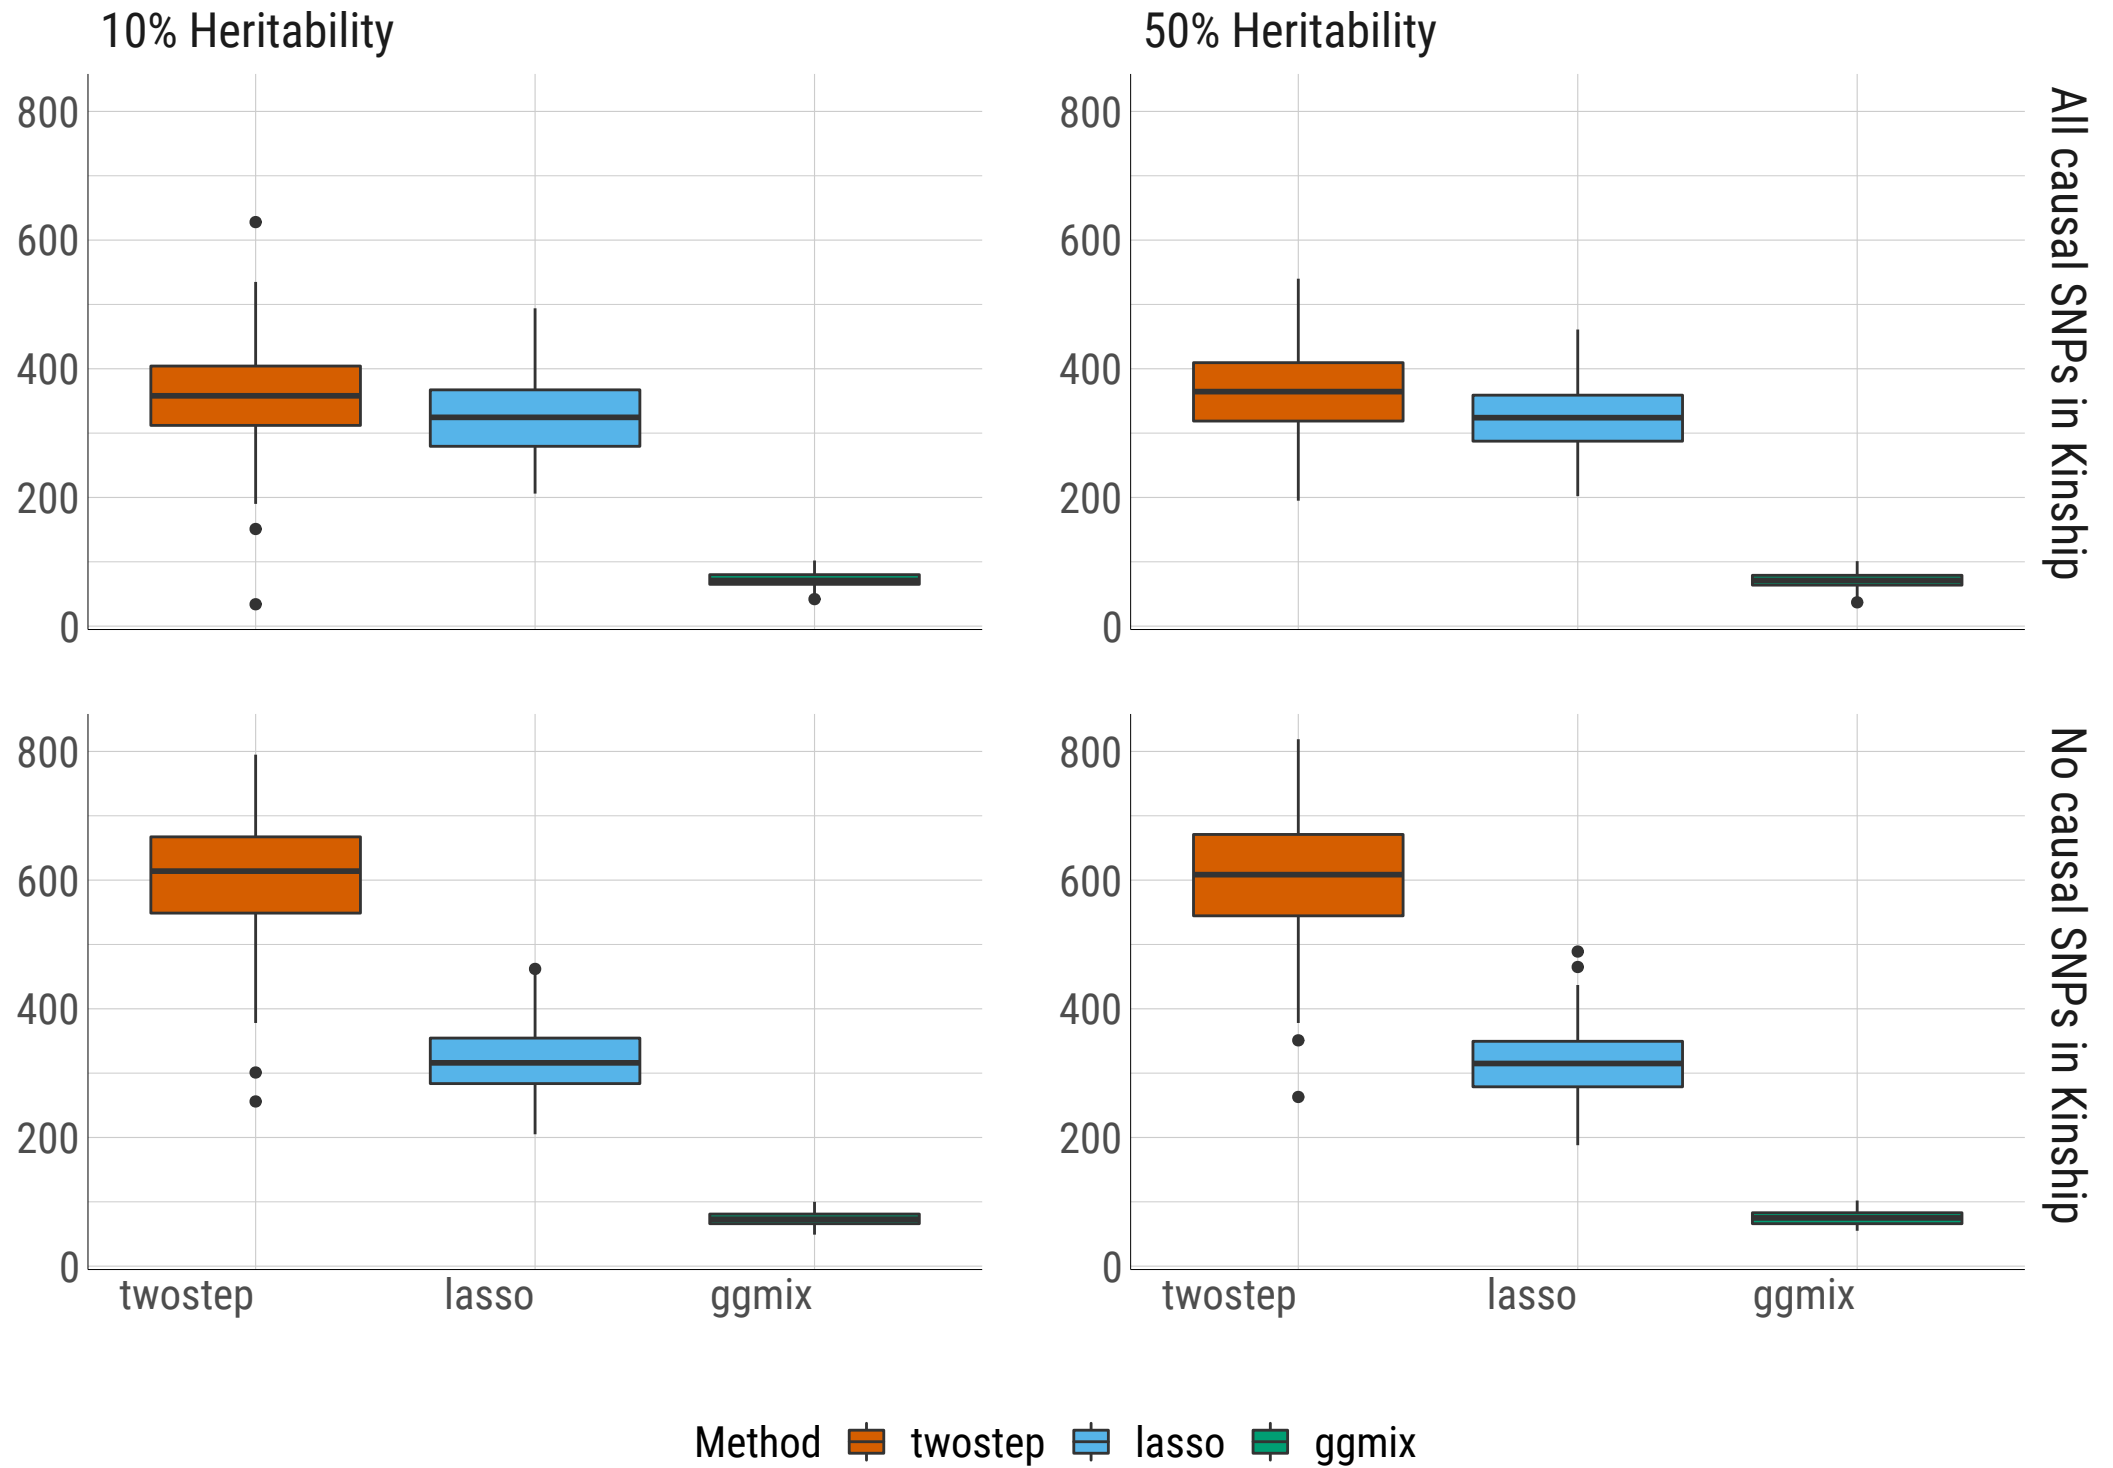 10% Heritability
50% Heritability
800
600
400
200
0
800
600
400
200
0
All causal SNPs in Kinship
800
600
400
200
0
twostep lasso ggmix
800
600
400
200
0
twostep lasso ggmix
No causal SNPs in Kinship
Method twostep lasso ggmix